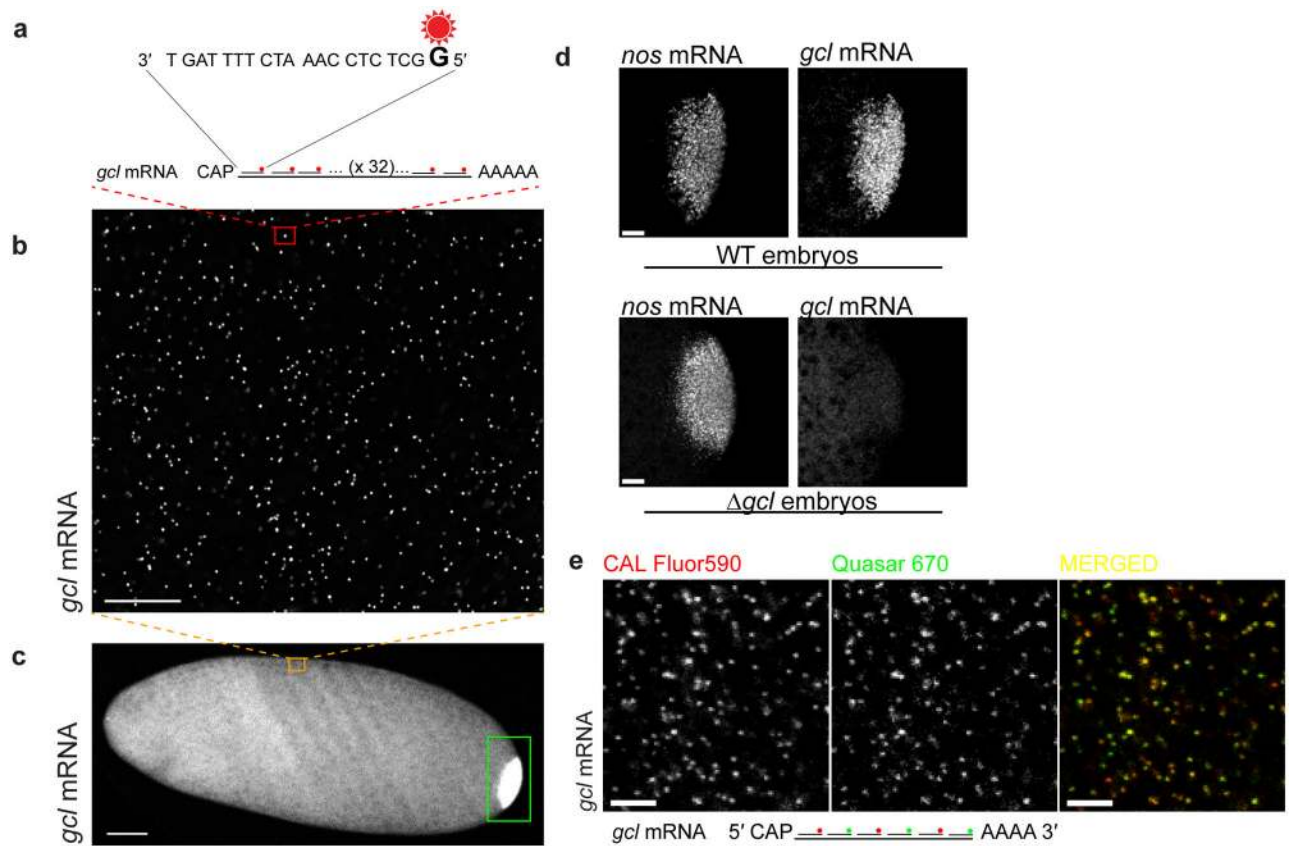 a
3′ T GAT TTT CTA AAC CTC TCG G 5′
gcl mRNA CAP ... (x 32)... AAAAA
b
gcl mRNA
c
gcl mRNA
d
nos mRNA gcl mRNA
WT embryos
nos mRNA gcl mRNA
Δgcl embryos
e
CAL Fluor590 Quasar 670 MERGED
gcl mRNA
gcl mRNA 5′ CAP AAAA 3′